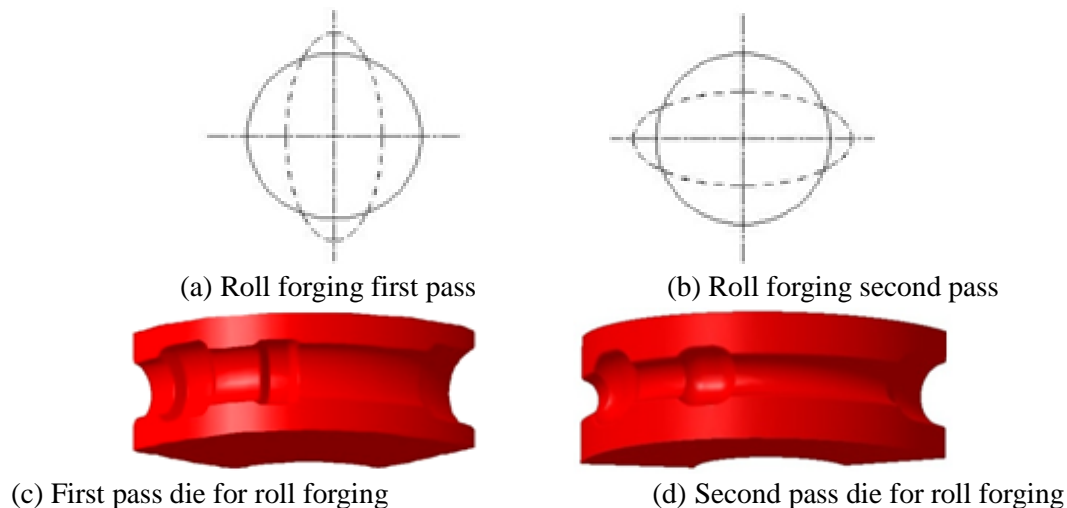 (a) Roll forging first pass
(b) Roll forging second pass
(c) First pass die for roll forging
(d) Second pass die for roll forging